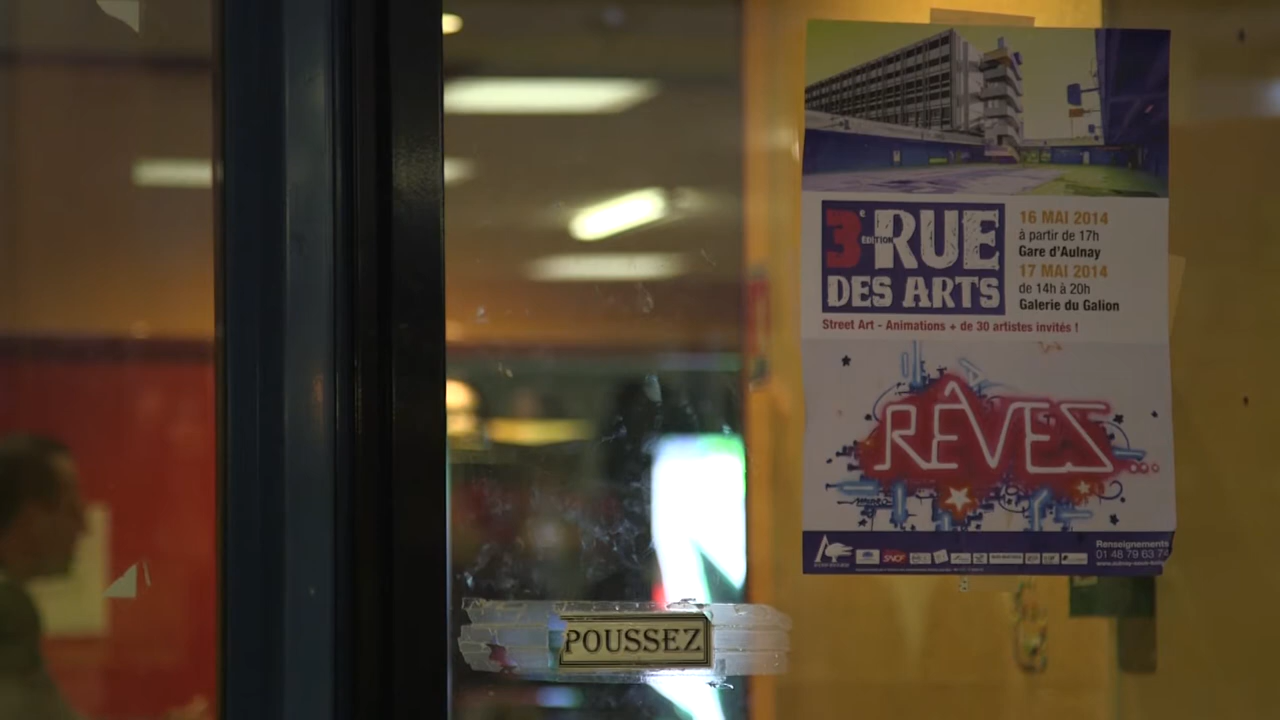 3e ÉDITION RUE
DES ARTS
16 MAI 2014
à partir de 17h
Gare d'Aulnay
17 MAI 2014
de 14h à 20h
Galerie du Galion
Street Art - Animations + de 30 artistes invités !
RÊVES
SNCF
Renseignements
01 48 79 63
POUSSEZ